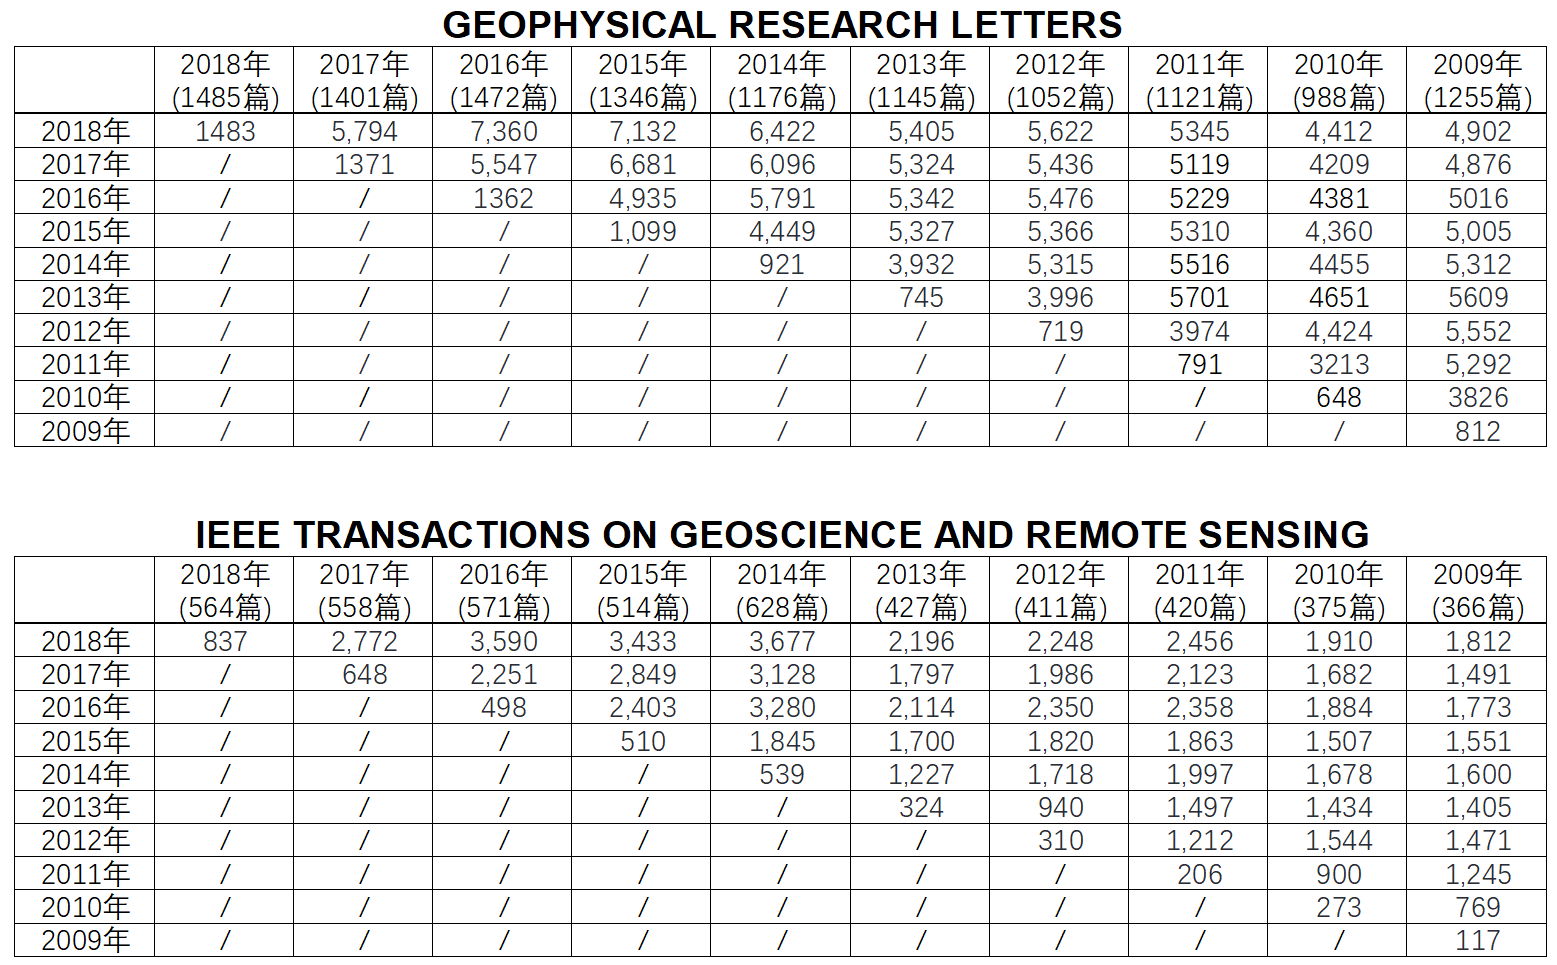 GEOPHYSICAL RESEARCH LETTERS
2018年 2017年 2016年 2015年 2014年 2013年 2012年 2011年 2010年 2009年
(1485篇) (1401篇) (1472篇) (1346篇) (1176篇) (1145篇) (1052篇) (1121篇) (988篇) (1255篇)
2018年 1483 5,794 7,360 7,132 6,422 5,405 5,622 5345 4,412 4,902
2017年 / 1371 5,547 6,681 6,096 5,324 5,436 5119 4209 4,876
2016年 / / 1362 4,935 5,791 5,342 5,476 5229 4381 5016
2015年 / / / 1,099 4,449 5,327 5,366 5310 4,360 5,005
2014年 / / / / 921 3,932 5,315 5516 4455 5,312
2013年 / / / / / 745 3,996 5701 4651 5609
2012年 / / / / / / 719 3974 4,424 5,552
2011年 / / / / / / / 791 3213 5,292
2010年 / / / / / / / / 648 3826
2009年 / / / / / / / / / 812
IEEE TRANSACTIONS ON GEOSCIENCE AND REMOTE SENSING
2018年 2017年 2016年 2015年 2014年 2013年 2012年 2011年 2010年 2009年
(564篇) (558篇) (571篇) (514篇) (628篇) (427篇) (411篇) (420篇) (375篇) (366篇)
2018年 837 2,772 3,590 3,433 3,677 2,196 2,248 2,456 1,910 1,812
2017年 / 648 2,251 2,849 3,128 1,797 1,986 2,123 1,682 1,491
2016年 / / 498 2,403 3,280 2,114 2,350 2,358 1,884 1,773
2015年 / / / 510 1,845 1,700 1,820 1,863 1,507 1,551
2014年 / / / / 539 1,227 1,718 1,997 1,678 1,600
2013年 / / / / / 324 940 1,497 1,434 1,405
2012年 / / / / / / 310 1,212 1,544 1,471
2011年 / / / / / / / 206 900 1,245
2010年 / / / / / / / / 273 769
2009年 / / / / / / / / / 117